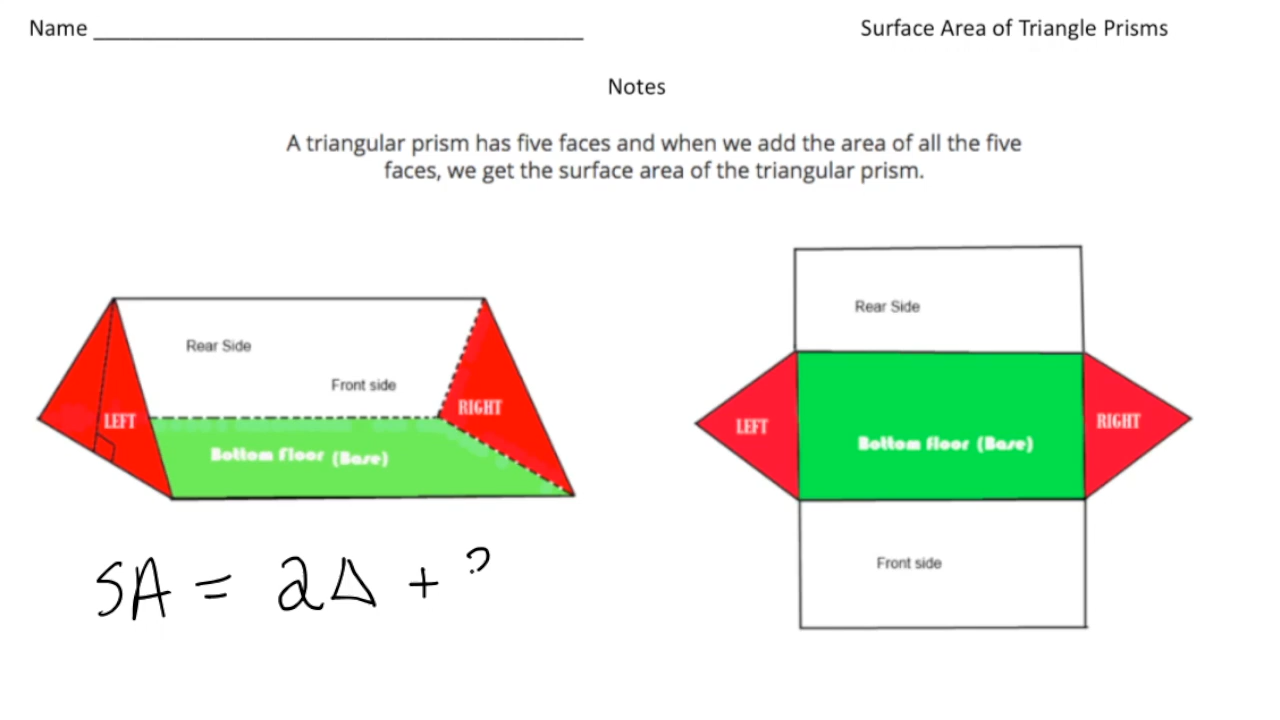 Name
Surface Area of Triangle Prisms
Notes
A triangular prism has five faces and when we add the area of all the five
faces, we get the surface area of the triangular prism.
Rear Side
Front side
LEFT
RIGHT
Bottom floor (Base)
SA = 2Δ + ?
Rear Side
LEFT
Bottom floor (Base)
RIGHT
Front side